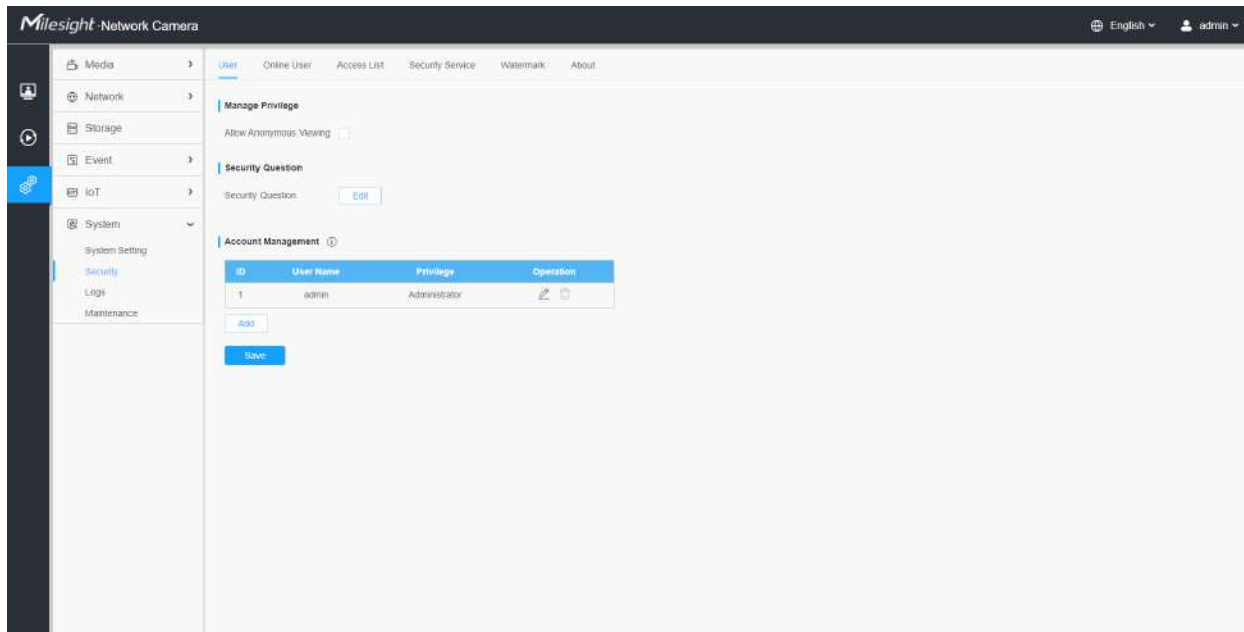 Milesight · Network Camera
English
admin
Media
Network
Storage
Event
IoT
System
System Setting
Security
Logs
Maintenance
User Online User Access List Security Service Watermark About
Manage Privilege
Allow Anonymous Viewing
Security Question
Security Question Edit
Account Management
ID User Name Privilege Operation
1 admin Administrator
Add
Save